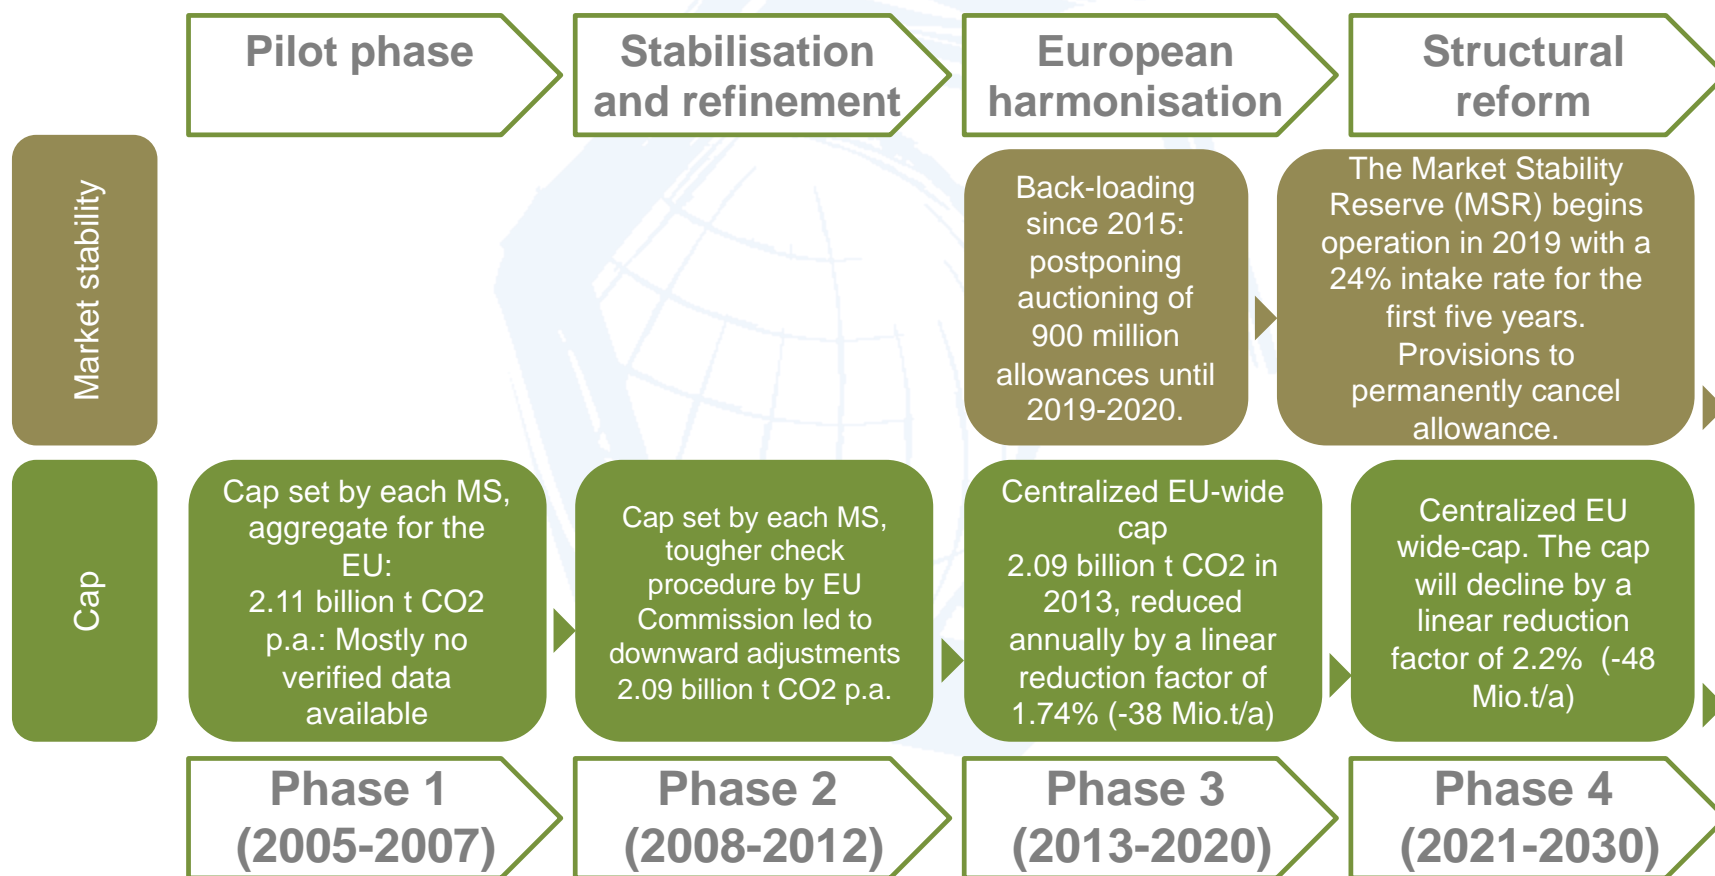 Pilot phase
Stabilisation
and refinement
European
harmonisation
Structural
reform
Market stability
Back-loading
since 2015:
postponing
auctioning of
900 million
allowances until
2019-2020.
The Market Stability
Reserve (MSR) begins
operation in 2019 with a
24% intake rate for the
first five years.
Provisions to
permanently cancel
allowance.
Cap
Cap set by each MS,
aggregate for the
EU:
2.11 billion t CO2
p.a.: Mostly no
verified data
available
Cap set by each MS,
tougher check
procedure by EU
Commission led to
downward adjustments
2.09 billion t CO2 p.a.
Centralized EU-wide
cap
2.09 billion t CO2 in
2013, reduced
annually by a linear
reduction factor of
1.74% (-38 Mio.t/a)
Centralized EU
wide-cap. The cap
will decline by a
linear reduction
factor of 2.2% (-48
Mio.t/a)
Phase 1
(2005-2007)
Phase 2
(2008-2012)
Phase 3
(2013-2020)
Phase 4
(2021-2030)